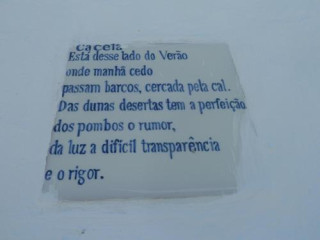 Cacela
Está desse lado do Verão
onde manhã cedo
passam barcos, cercada pela cal.
Das dunas desertas tem a perfeição
dos pombos o rumor,
da luz a difícil transparência
e o rigor.